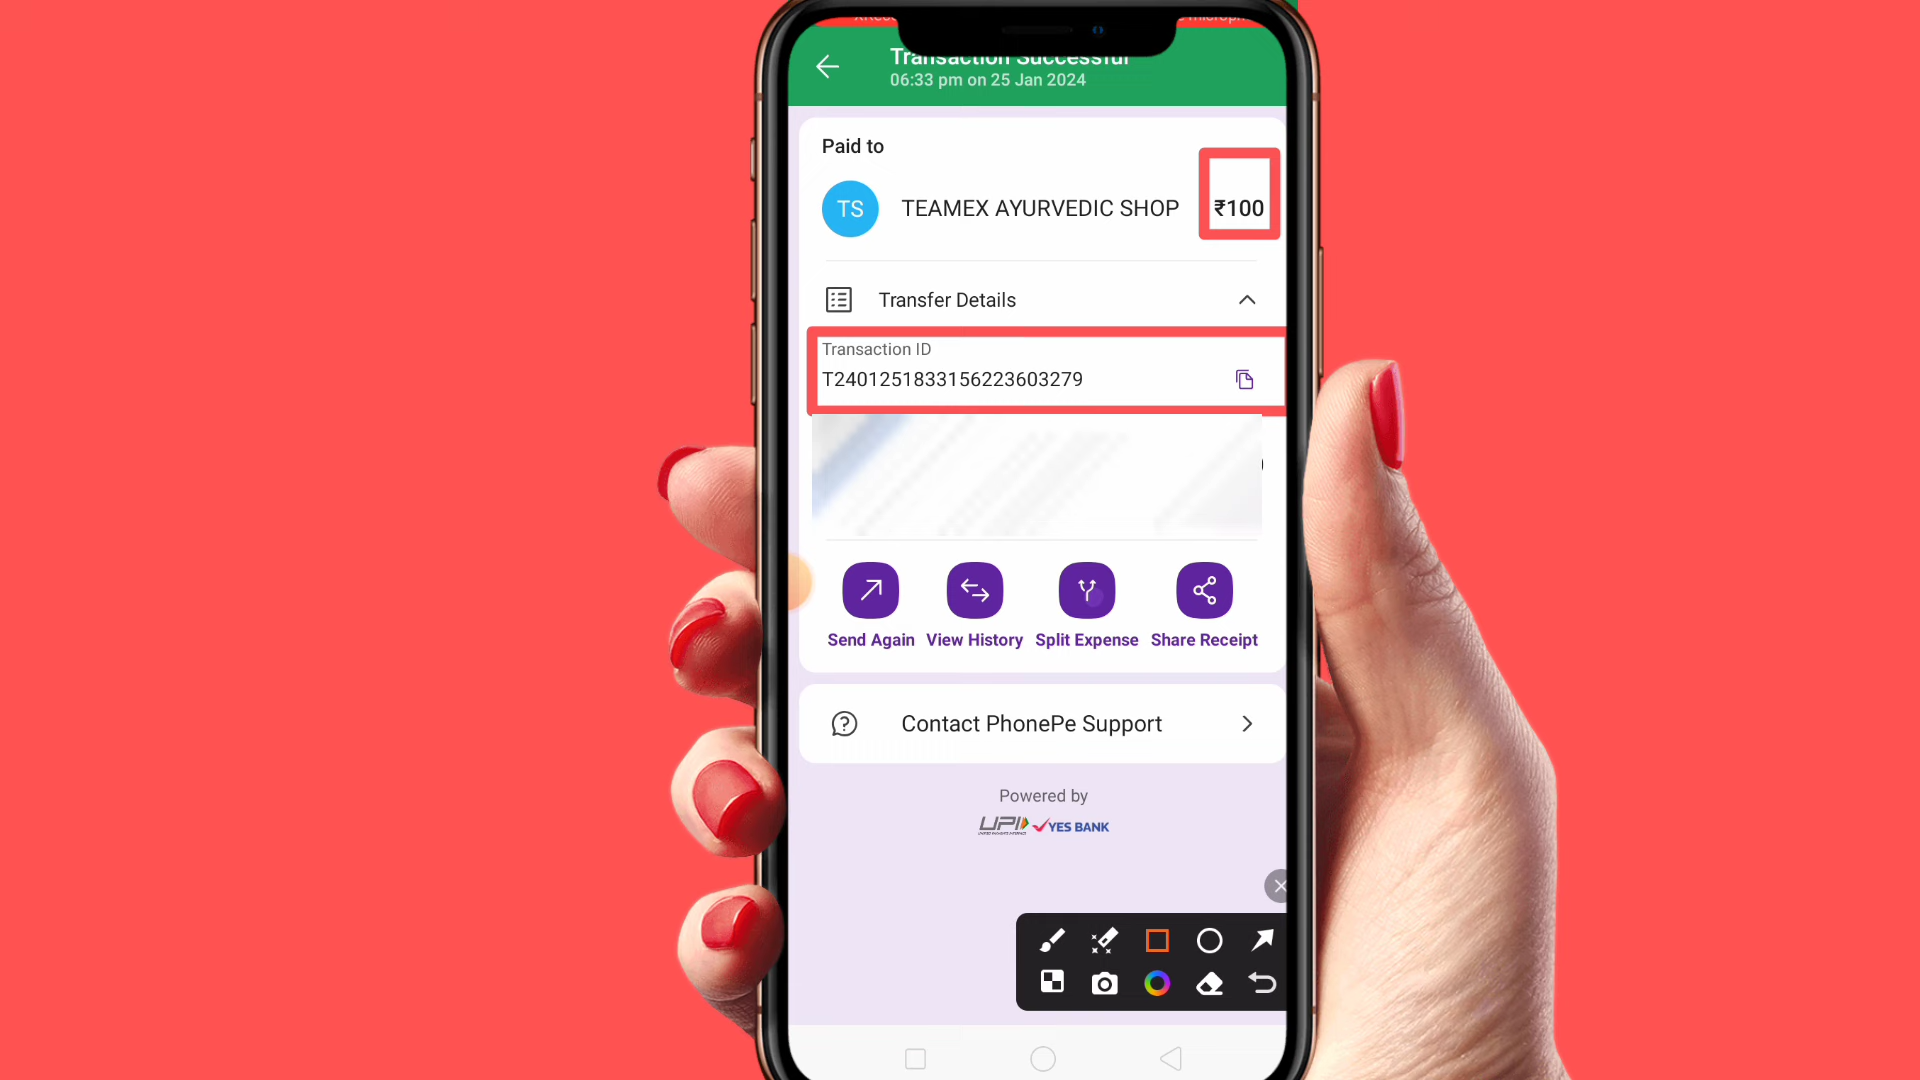 Transaction Successful
06:33 pm on 25 Jan 2024
Paid to
TS
TEAMEX AYURVEDIC SHOP
₹100
Transfer Details
Transaction ID
T2401251833156223603279
Send Again
View History
Split Expense
Share Receipt
Contact PhonePe Support
Powered by
UPI
YES BANK